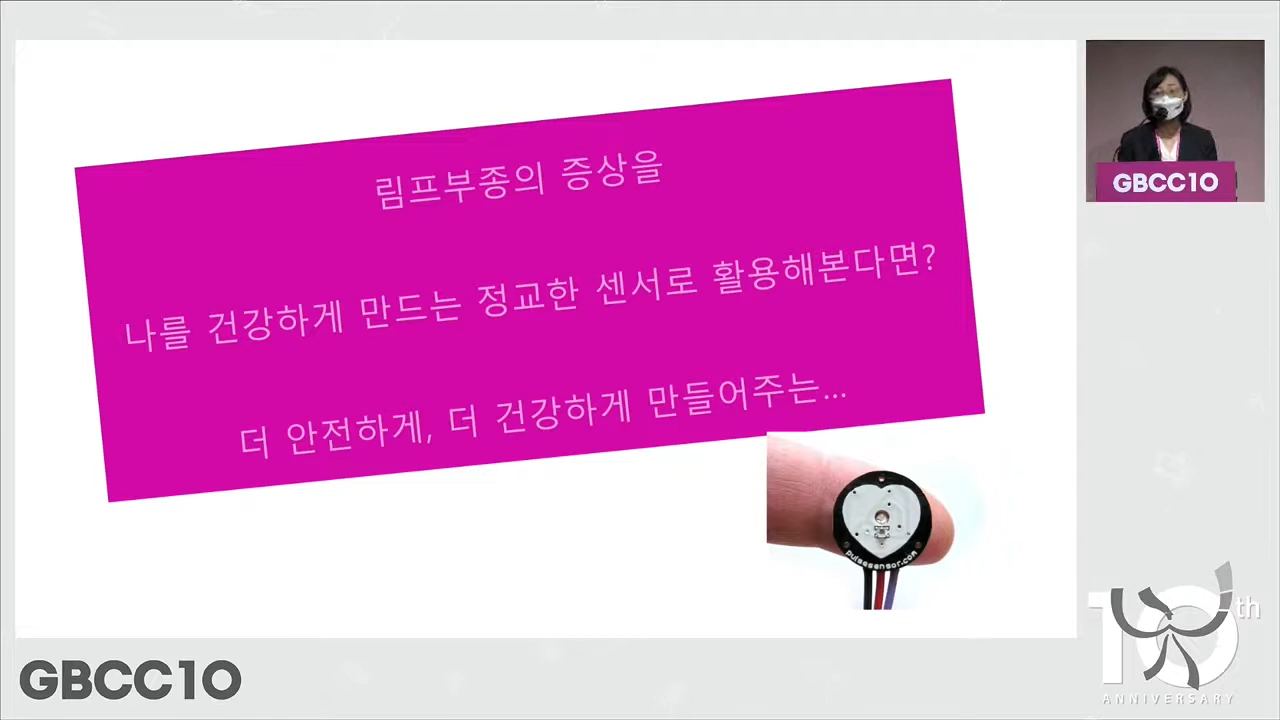 림프부종의 증상을
나를 건강하게 만드는 정교한 센서로 활용해본다면?
더 안전하게, 더 건강하게 만들어주는...
pulsesensor.com
GBCC10
GBCC10
10th
ANNIVERSARY